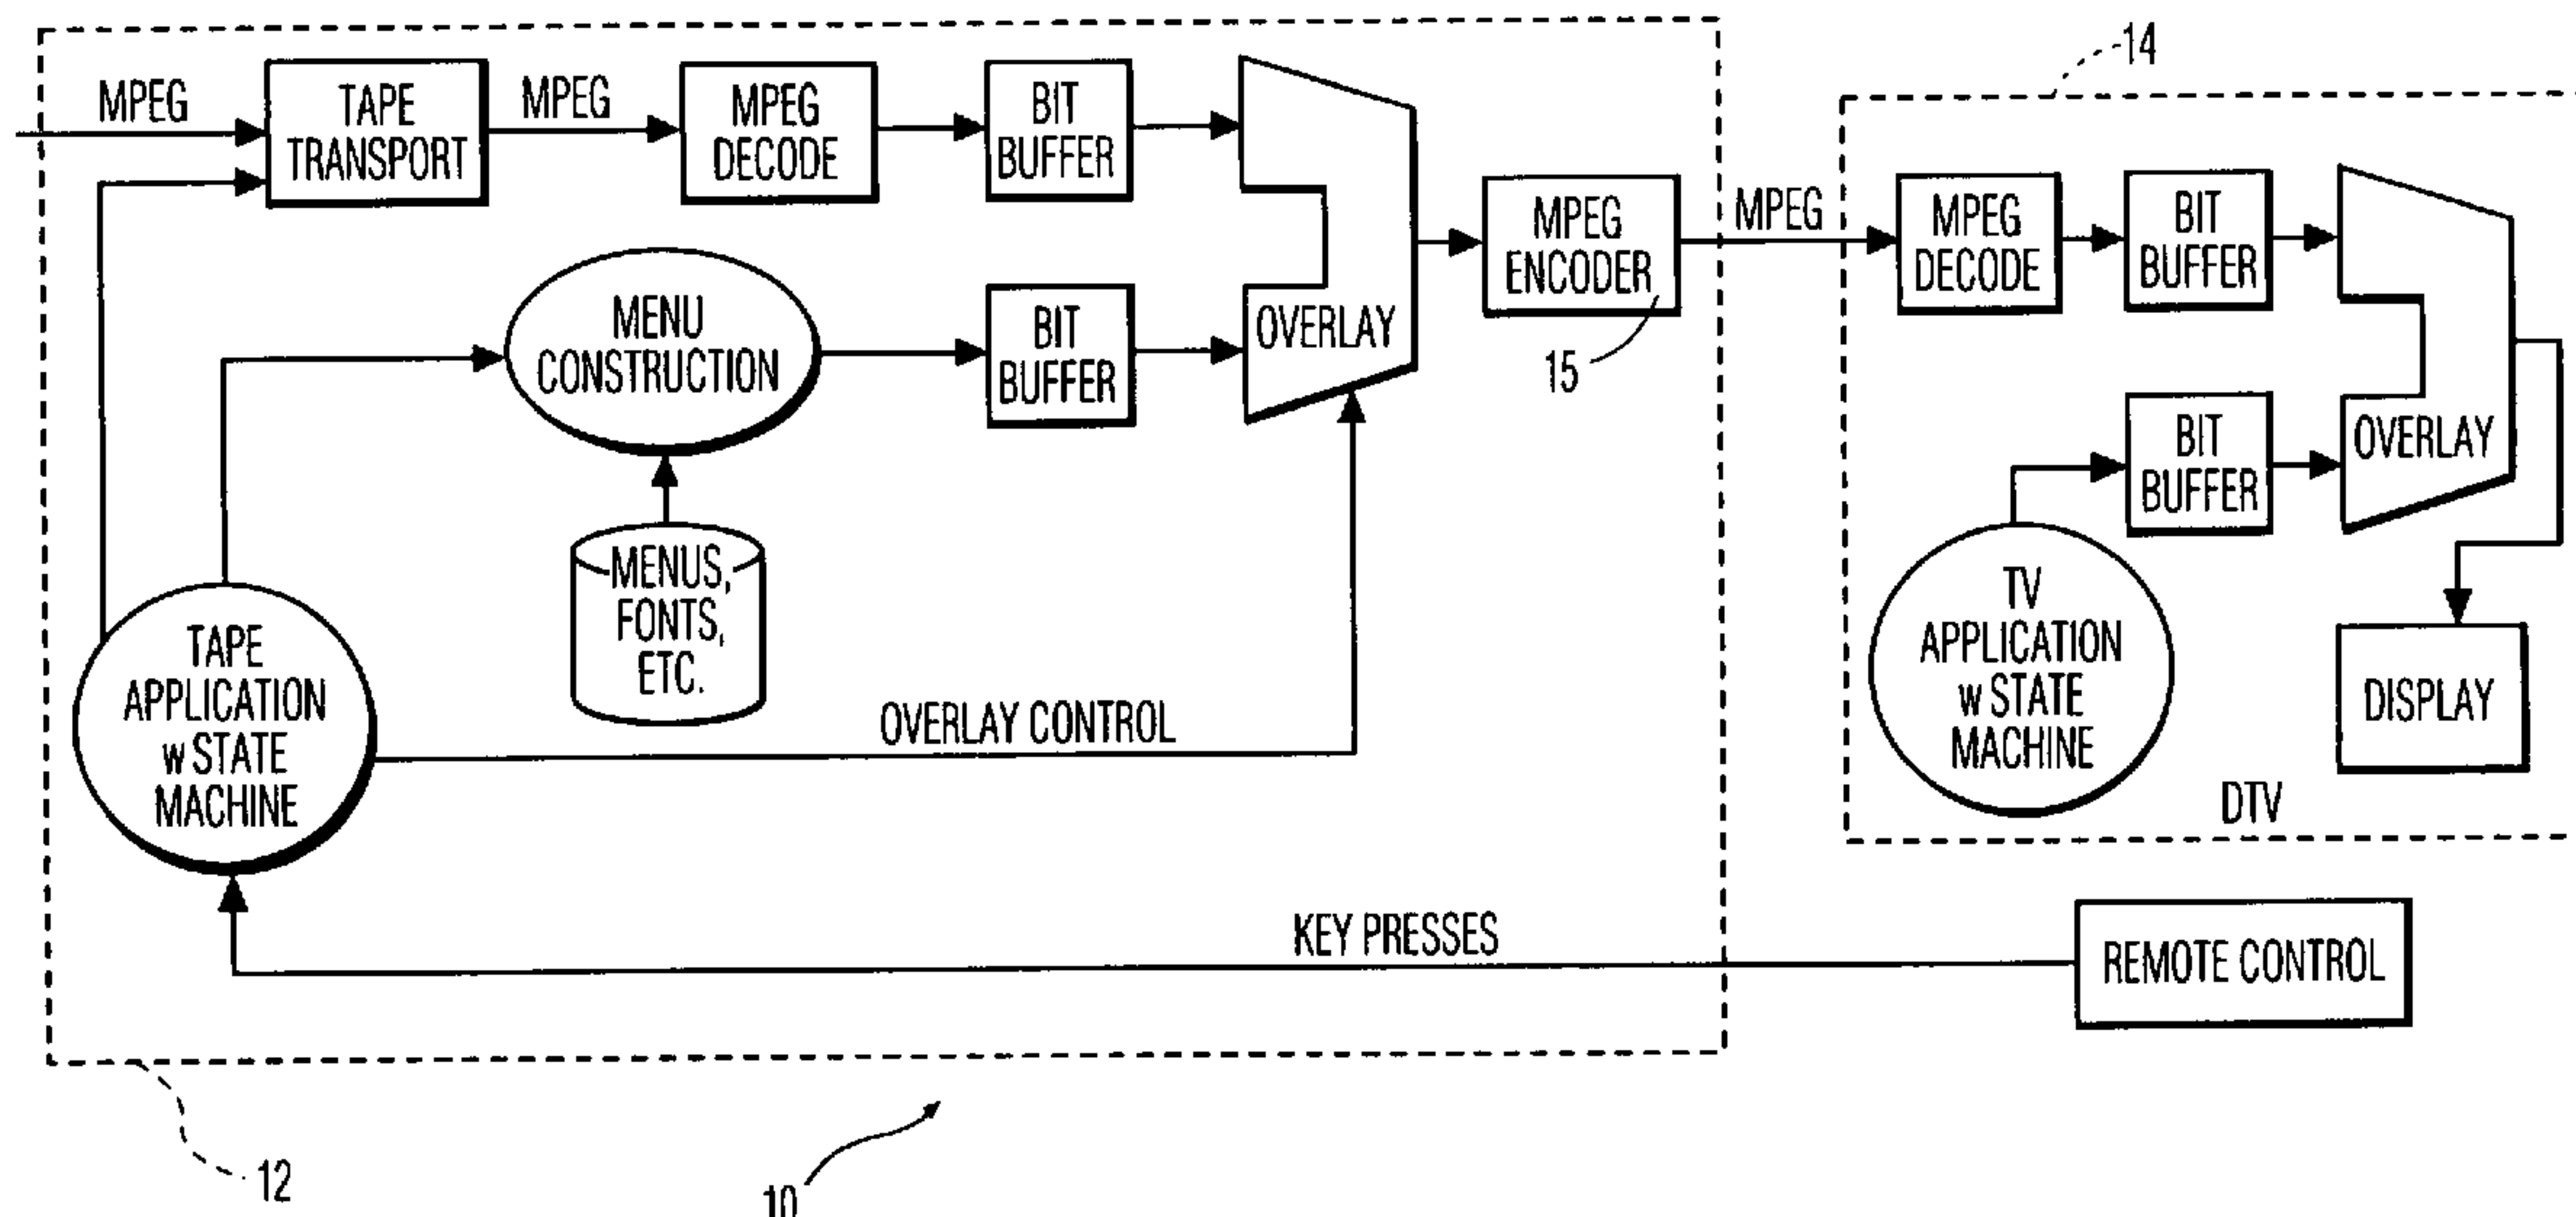 14
MPEG
TAPE
TRANSPORT
MPEG
MPEG
DECODE
BIT
BUFFER
MENU
CONSTRUCTION
BIT
BUFFER
OVERLAY
MPEG
ENCODER
15
MPEG
MPEG
DECODE
BIT
BUFFER
BIT
BUFFER
OVERLAY
MENUS,
FONTS,
ETC.
TAPE
APPLICATION
w STATE
MACHINE
OVERLAY CONTROL
TV
APPLICATION
w STATE
MACHINE
DISPLAY
DTV
KEY PRESSES
REMOTE CONTROL
12
10